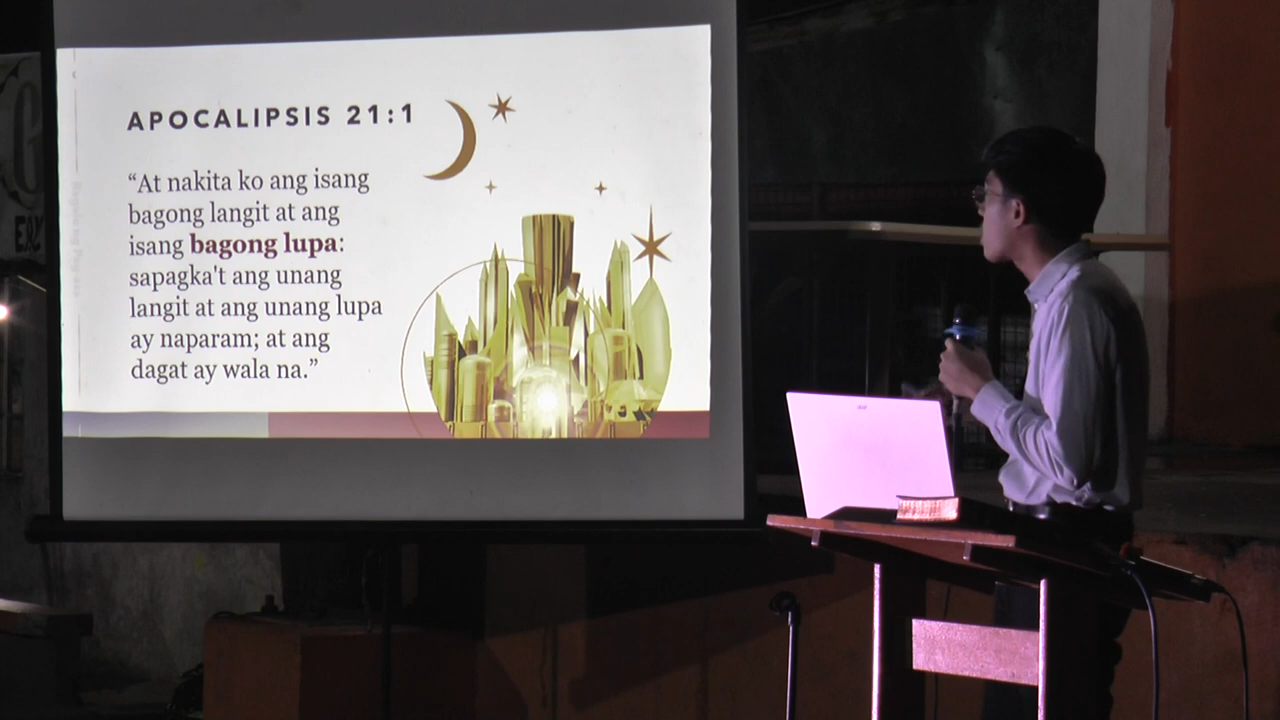 APOCALIPSIS 21:1
“At nakita ko ang isang
bagong langit at ang
isang bagong lupa:
sapagka't ang unang
langit at ang unang lupa
ay naparam; at ang
dagat ay wala na.”
acer